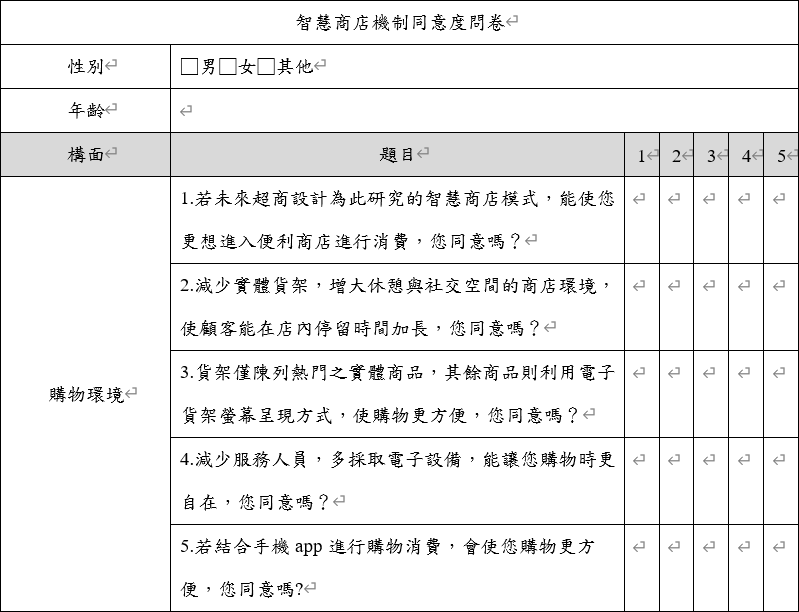 智慧商店機制同意度問卷
性別 □男□女□其他
年齡
構面 題目 1 2 3 4 5
購物環境
1.若未來超商設計為此研究的智慧商店模式，能使您
更想進入便利商店進行消費，您同意嗎？
2.減少實體貨架，增大休憩與社交空間的商店環境，
使顧客能在店內停留時間加長，您同意嗎？
3.貨架僅陳列熱門之實體商品，其餘商品則利用電子
貨架螢幕呈現方式，使購物更方便，您同意嗎？
4.減少服務人員，多採取電子設備，能讓您購物時更
自在，您同意嗎？
5.若結合手機 app 進行購物消費，會使您購物更方
便，您同意嗎?